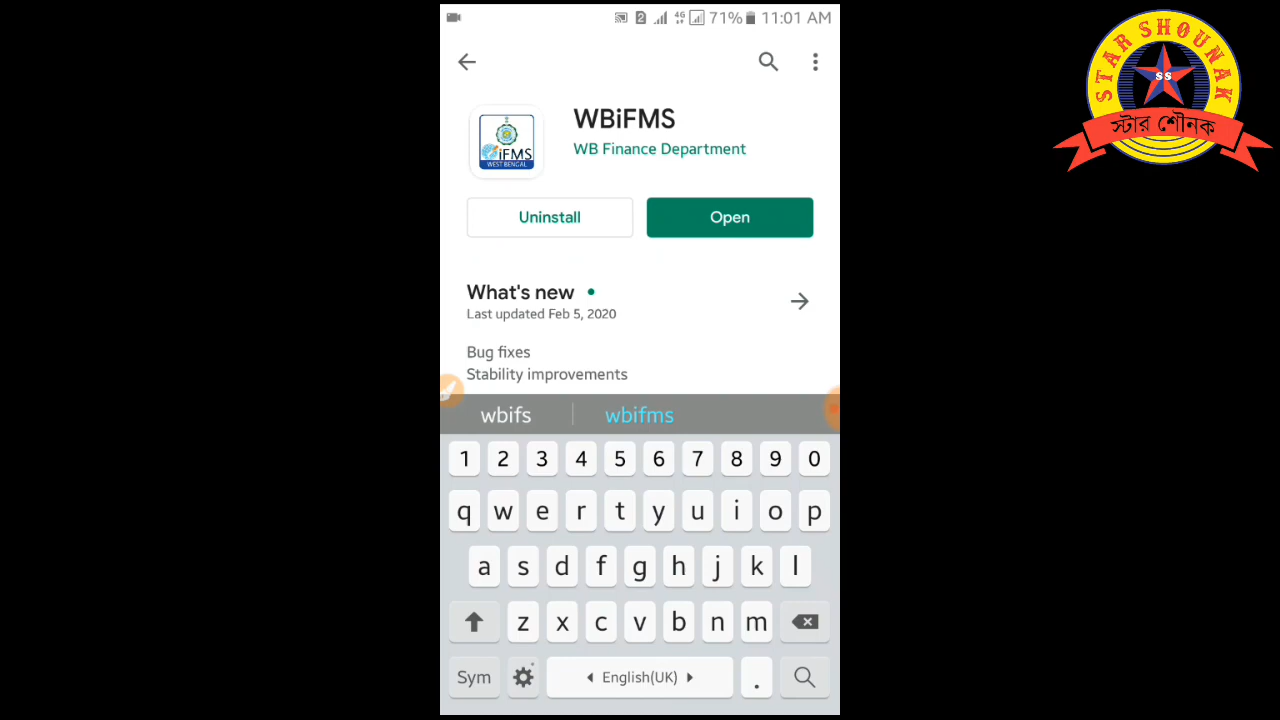 2 4G 71% 11:01 AM
WBiFMS
WB Finance Department
iFMS
WEST BENGAL
Uninstall
Open
What's new
Last updated Feb 5, 2020
Bug fixes
Stability improvements
wbifs wbifms
1 2 3 4 5 6 7 8 9 0
q w e r t y u i o p
a s d f g h j k l
z x c v b n m
Sym English(UK) .
STAR SHOUNAK
SS
স্টার শৌনক